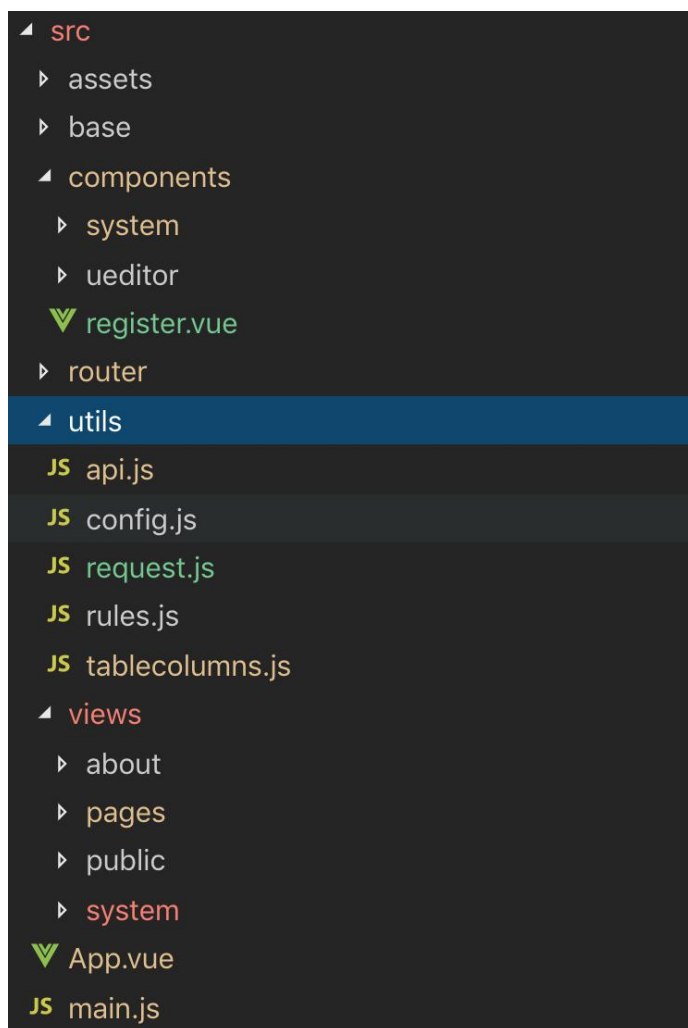 src
assets
base
components
system
ueditor
register.vue
router
utils
JS api.js
JS config.js
JS request.js
JS rules.js
JS tablecolumns.js
views
about
pages
public
system
App.vue
JS main.js